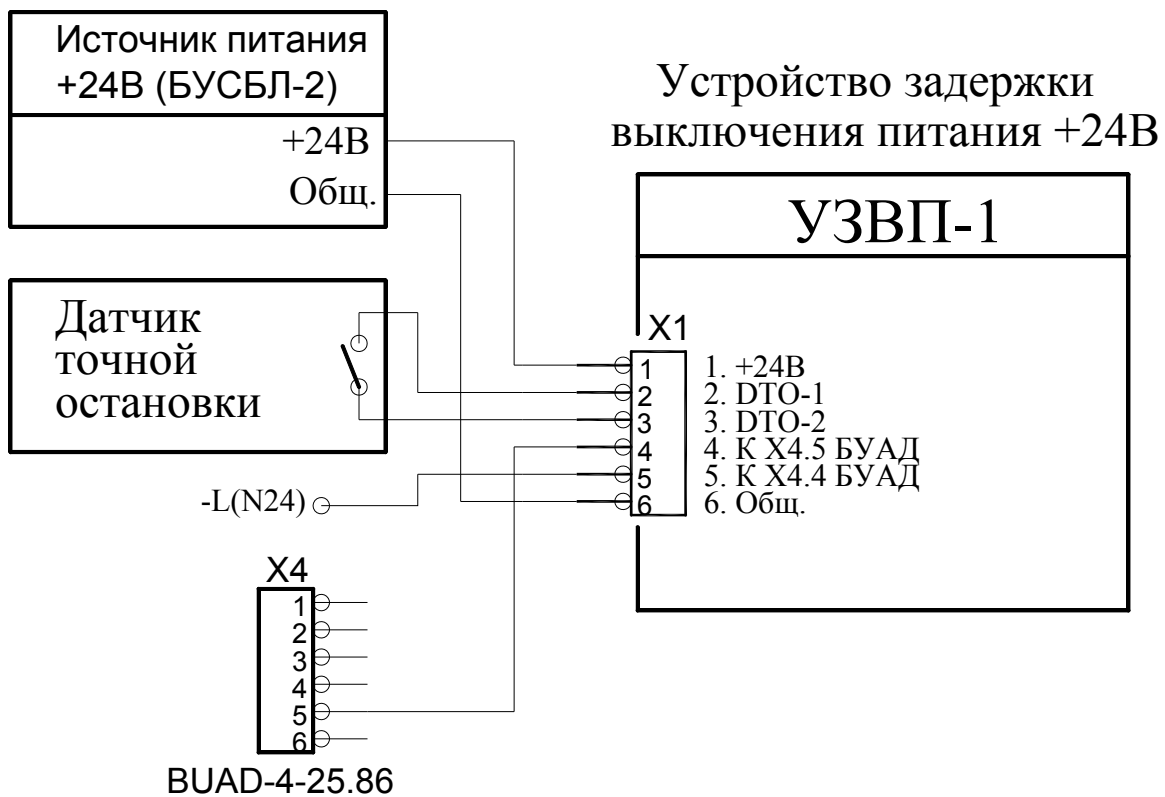 Источник питания
+24В (БУСБЛ-2)
+24В
Общ.
Устройство задержки
выключения питания +24В
УЗВП-1
Датчик
точной
остановки
X1
1
2
3
4
5
6
1. +24В
2. DTO-1
3. DTO-2
4. К X4.5 БУАД
5. К X4.4 БУАД
6. Общ.
-L(N24)
X4
1
2
3
4
5
6
BUAD-4-25.86